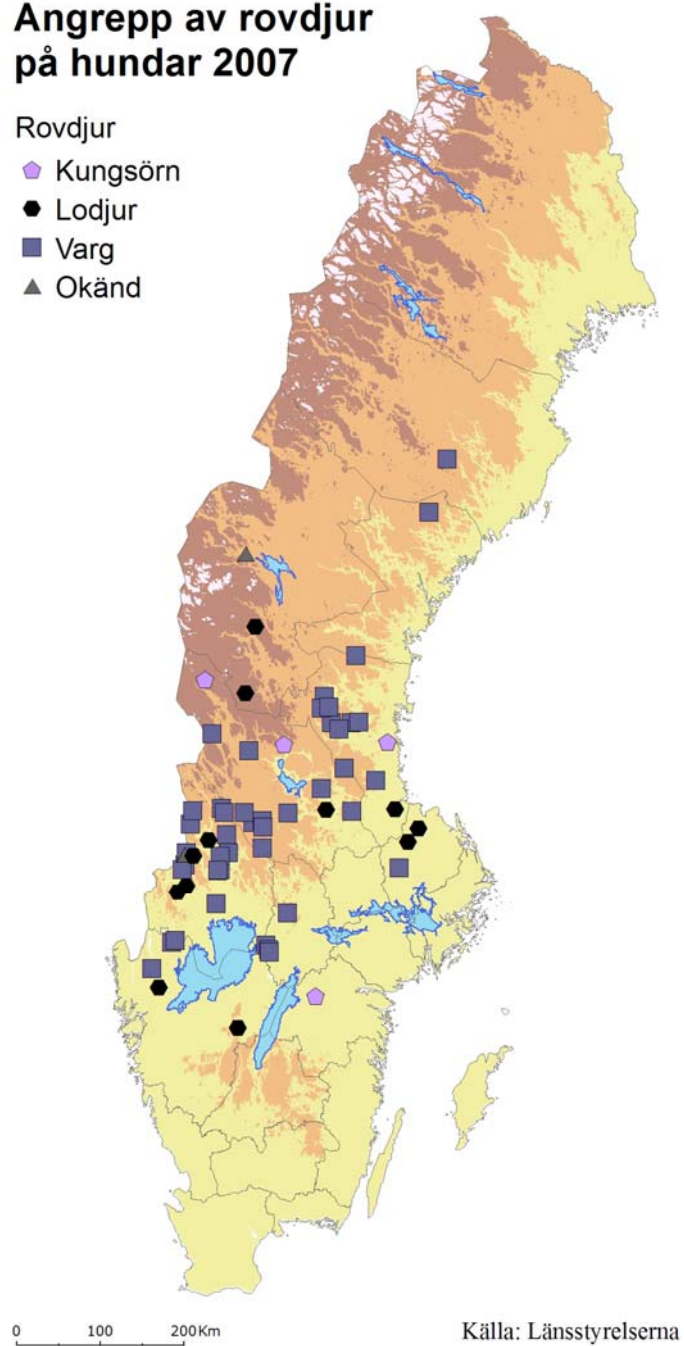 Angrepp av rovdjur
på hundar 2007
Rovdjur
Kungsörn
Lodjur
Varg
Okänd
0 100 200Km
Källa: Länsstyrelserna